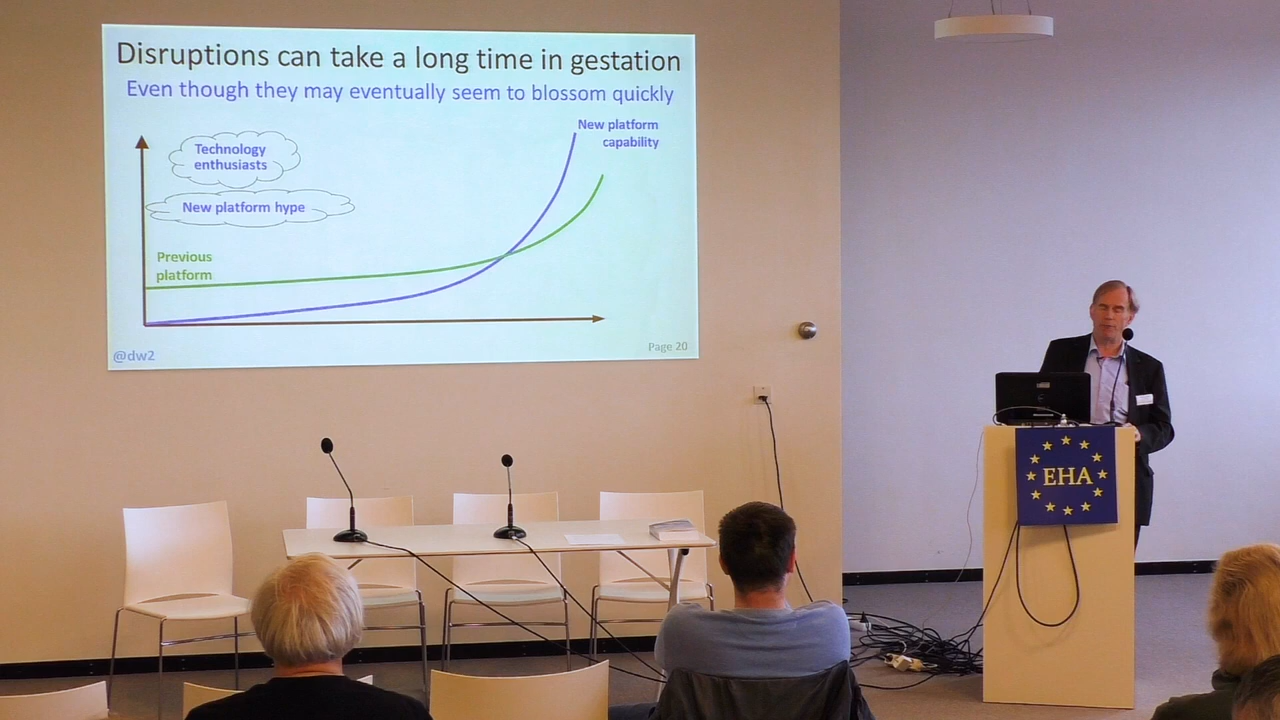 Disruptions can take a long time in gestation
Even though they may eventually seem to blossom quickly
New platform
capability
Technology
enthusiasts
New platform hype
Previous
platform
@dw2
Page 20
EHA